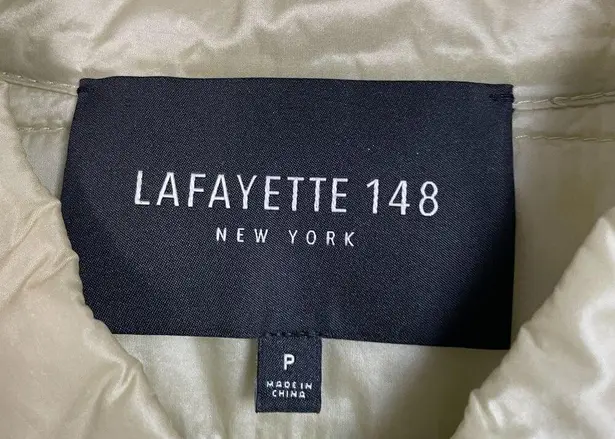 LAFAYETTE 148
NEW YORK
P
MADE IN
CHINA